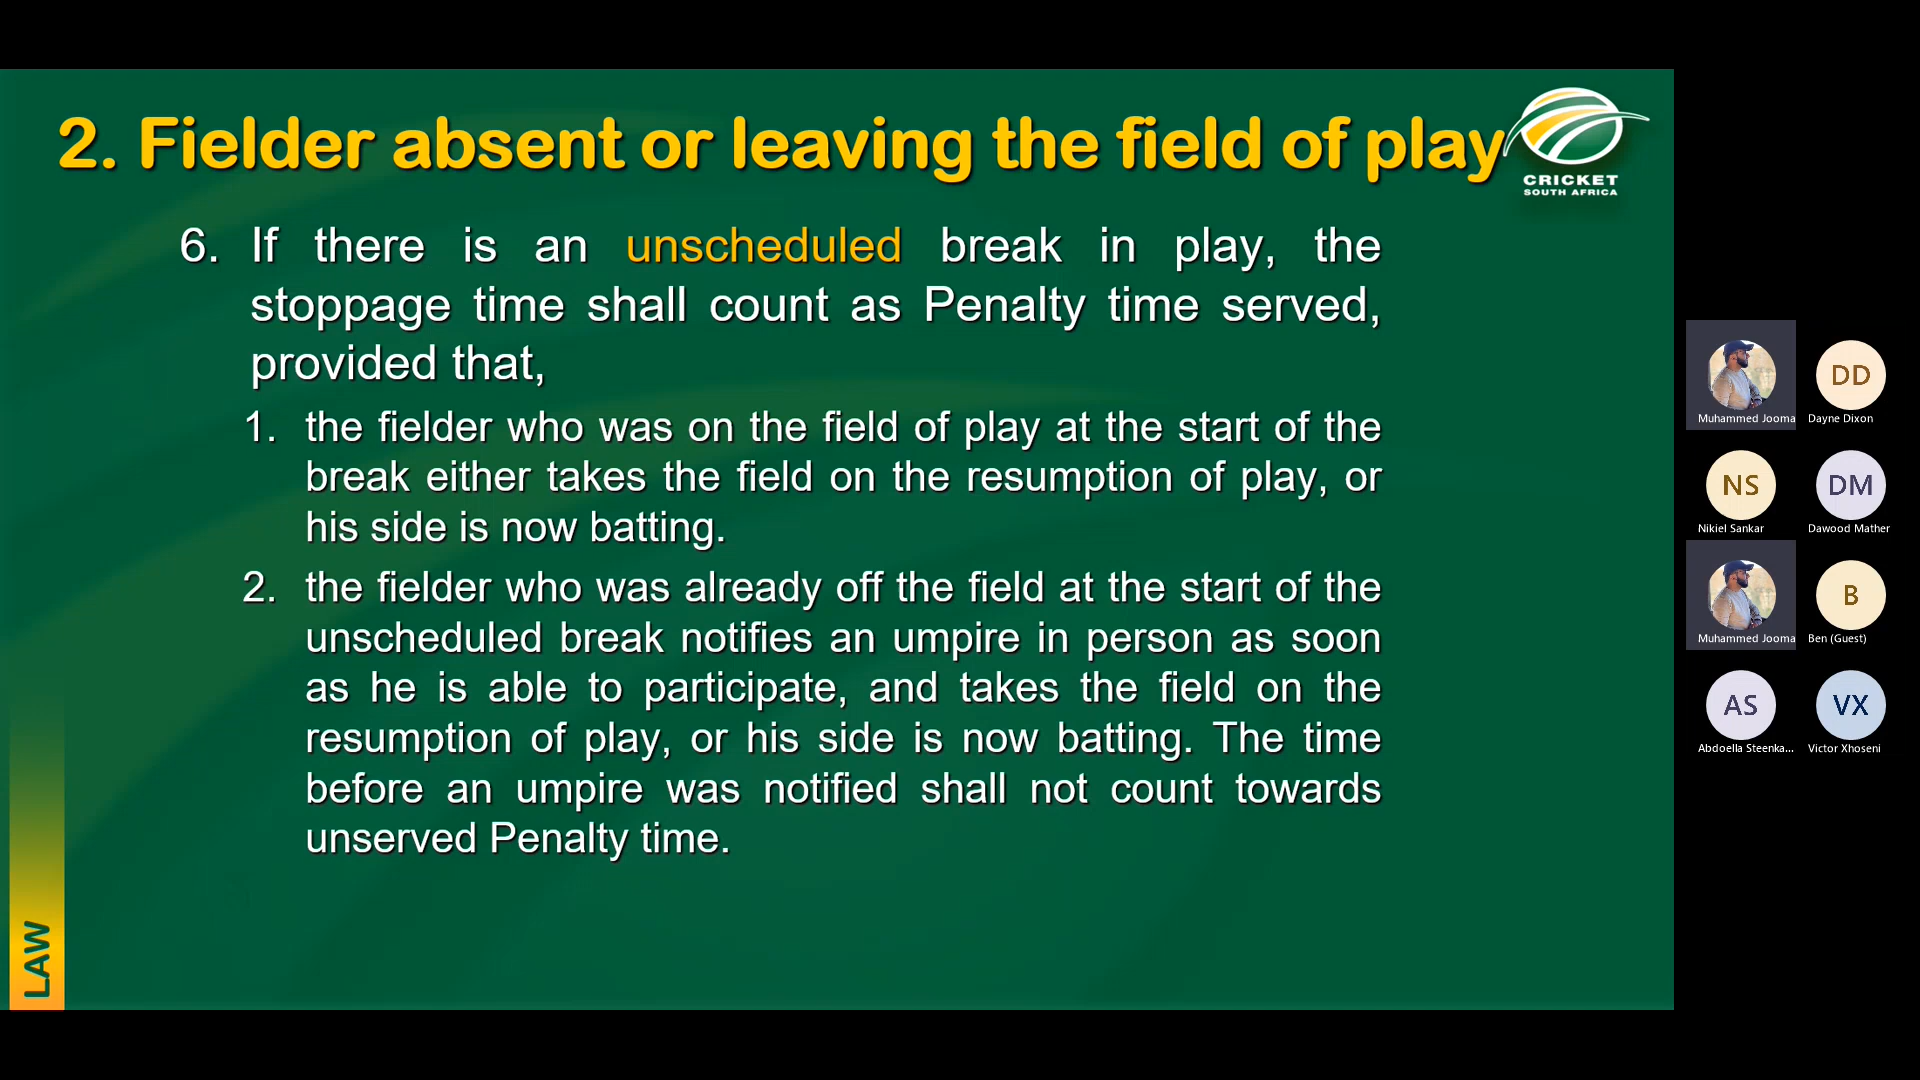 2. Fielder absent or leaving the field of play
CRICKET
SOUTH AFRICA
6. If there is an unscheduled break in play, the
stoppage time shall count as Penalty time served,
provided that,
1. the fielder who was on the field of play at the start of the
break either takes the field on the resumption of play, or
his side is now batting.
2. the fielder who was already off the field at the start of the
unscheduled break notifies an umpire in person as soon
as he is able to participate, and takes the field on the
resumption of play, or his side is now batting. The time
before an umpire was notified shall not count towards
unserved Penalty time.
LAW
Muhammed Jooma
DD
Dayne Dixon
NS
Nikiel Sankar
DM
Dawood Mather
Muhammed Jooma
B
Ben (Guest)
AS
Abdoella Steenka...
VX
Victor Xhoseni